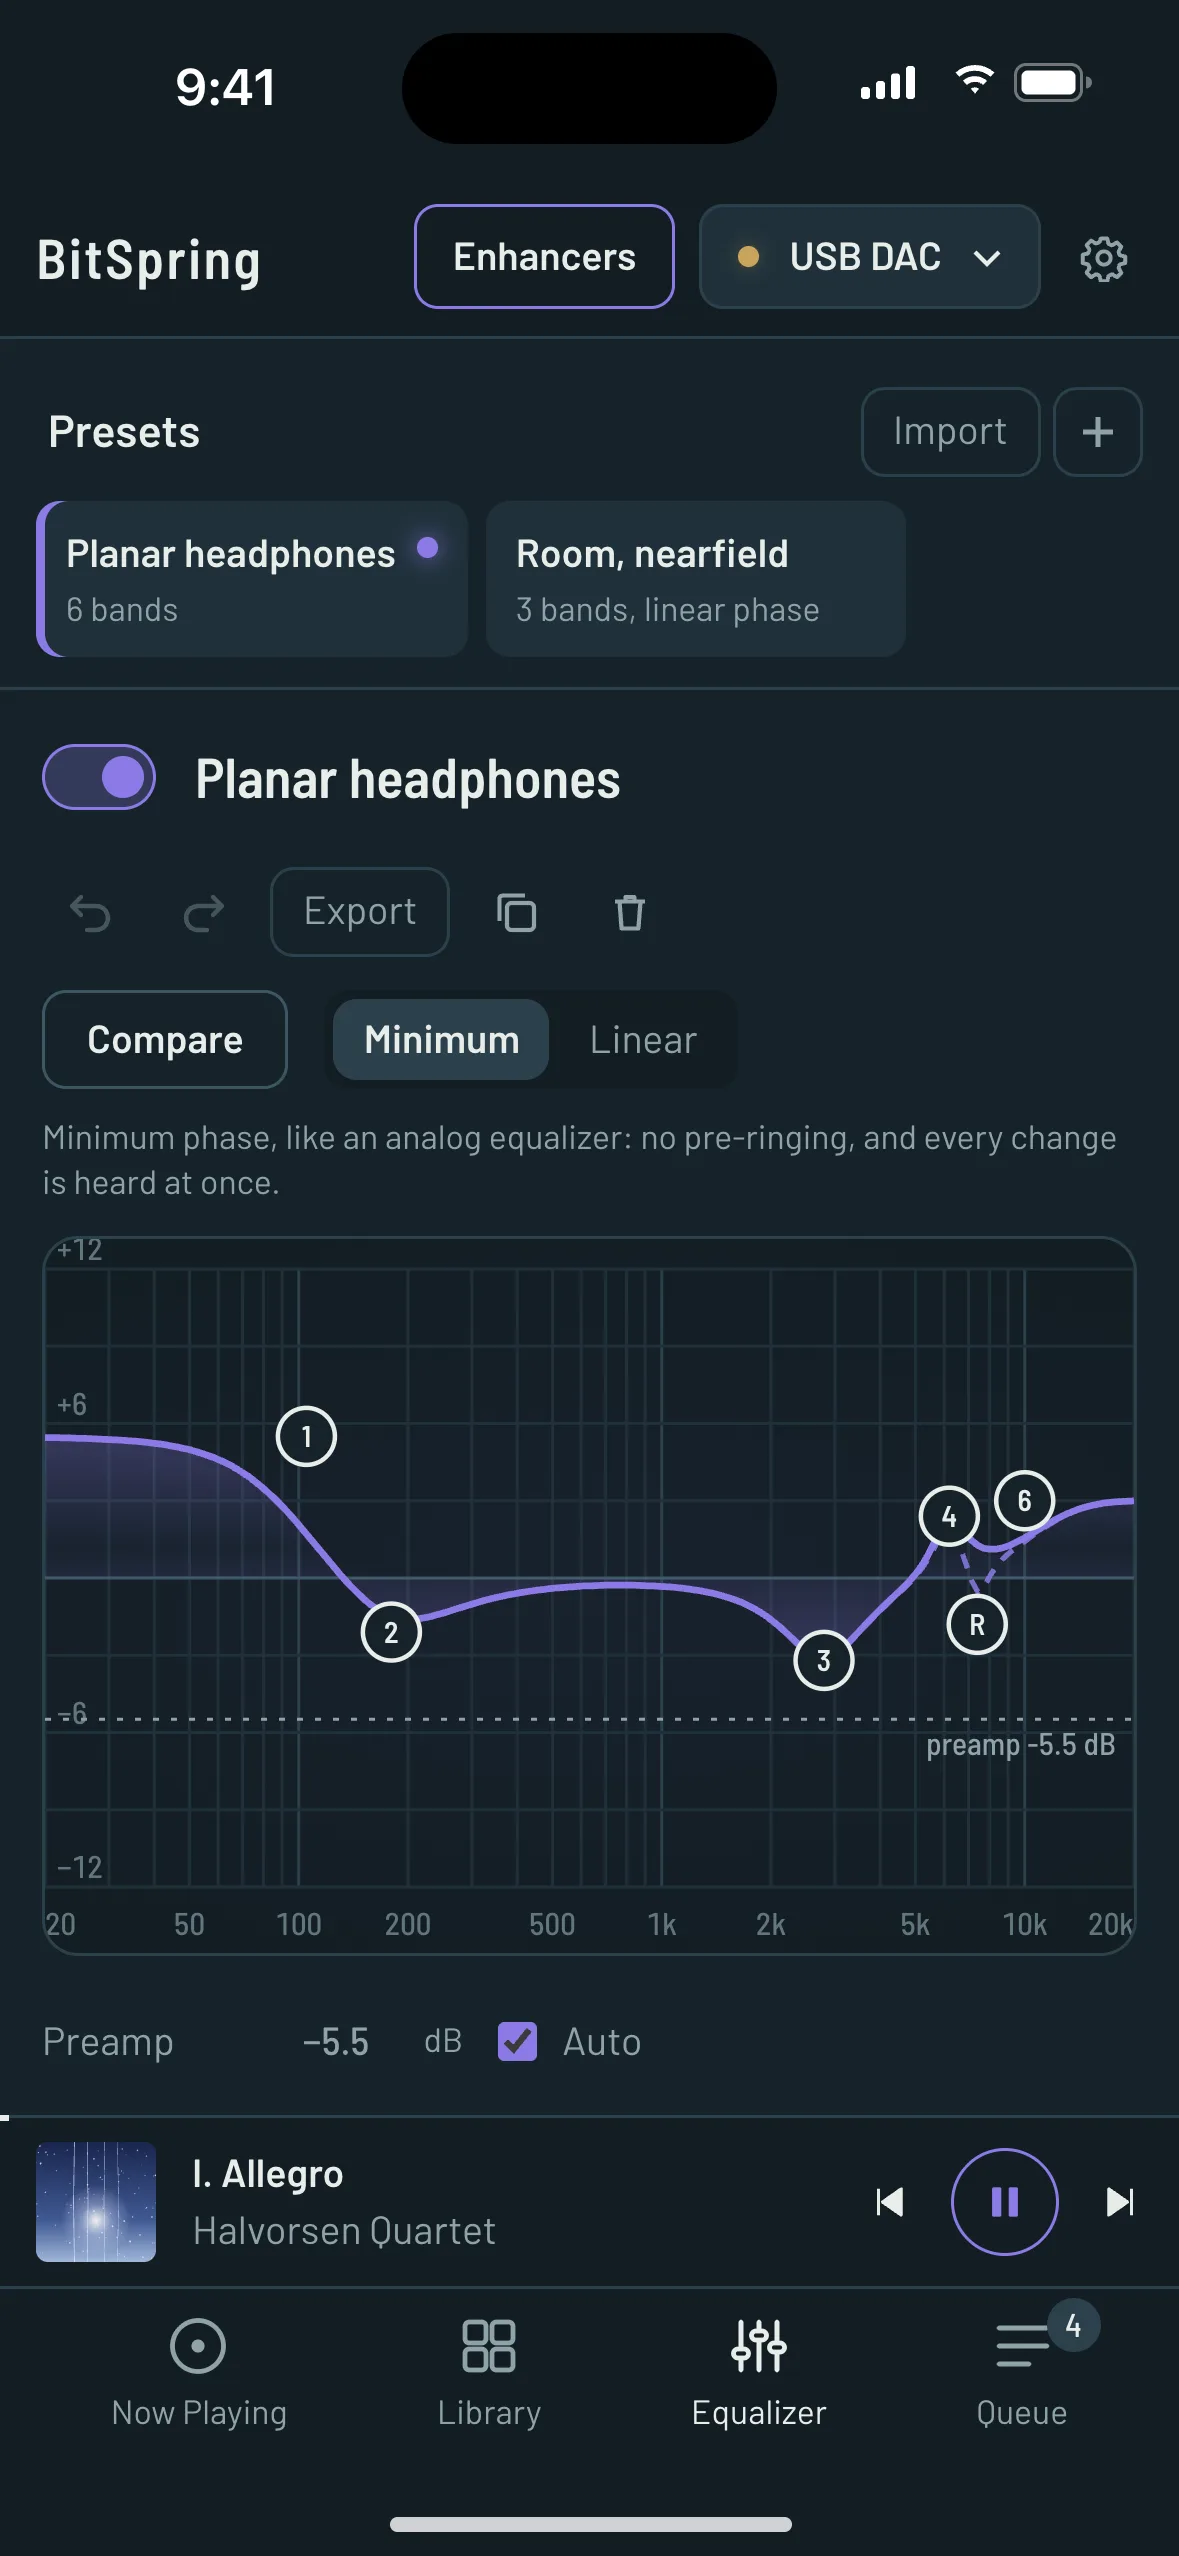 9:41
BitSpring
Enhancers
USB DAC
Presets
Import
+
Planar headphones
6 bands
Room, nearfield
3 bands, linear phase
Planar headphones
Export
Compare
Minimum
Linear
Minimum phase, like an analog equalizer: no pre-ringing, and every change
is heard at once.
+12
+6
1
4
6
2
R
3
−6
preamp -5.5 dB
−12
20 50 100 200 500 1k 2k 5k 10k 20k
Preamp −5.5 dB Auto
I. Allegro
Halvorsen Quartet
4
Now Playing
Library
Equalizer
Queue